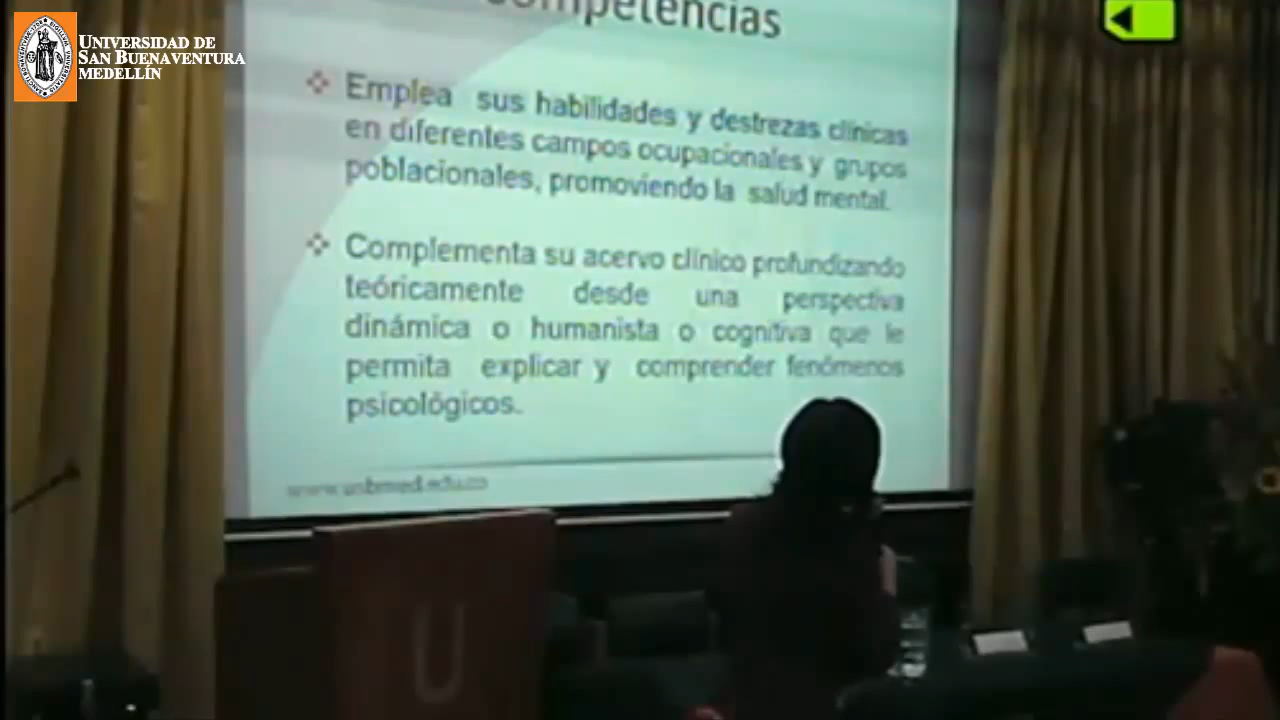 UNIVERSIDAD DE
SAN BUENAVENTURA
MEDELLÍN
ompetencias
Emplea sus habilidades y destrezas clínicas
en diferentes campos ocupacionales y grupos
poblacionales, promoviendo la salud mental.
Complementa su acervo clínico profundizando
teóricamente desde una perspectiva
dinámica o humanista o cognitiva que le
permita explicar y comprender fenómenos
psicológicos.
www.usbmed.edu.co
U